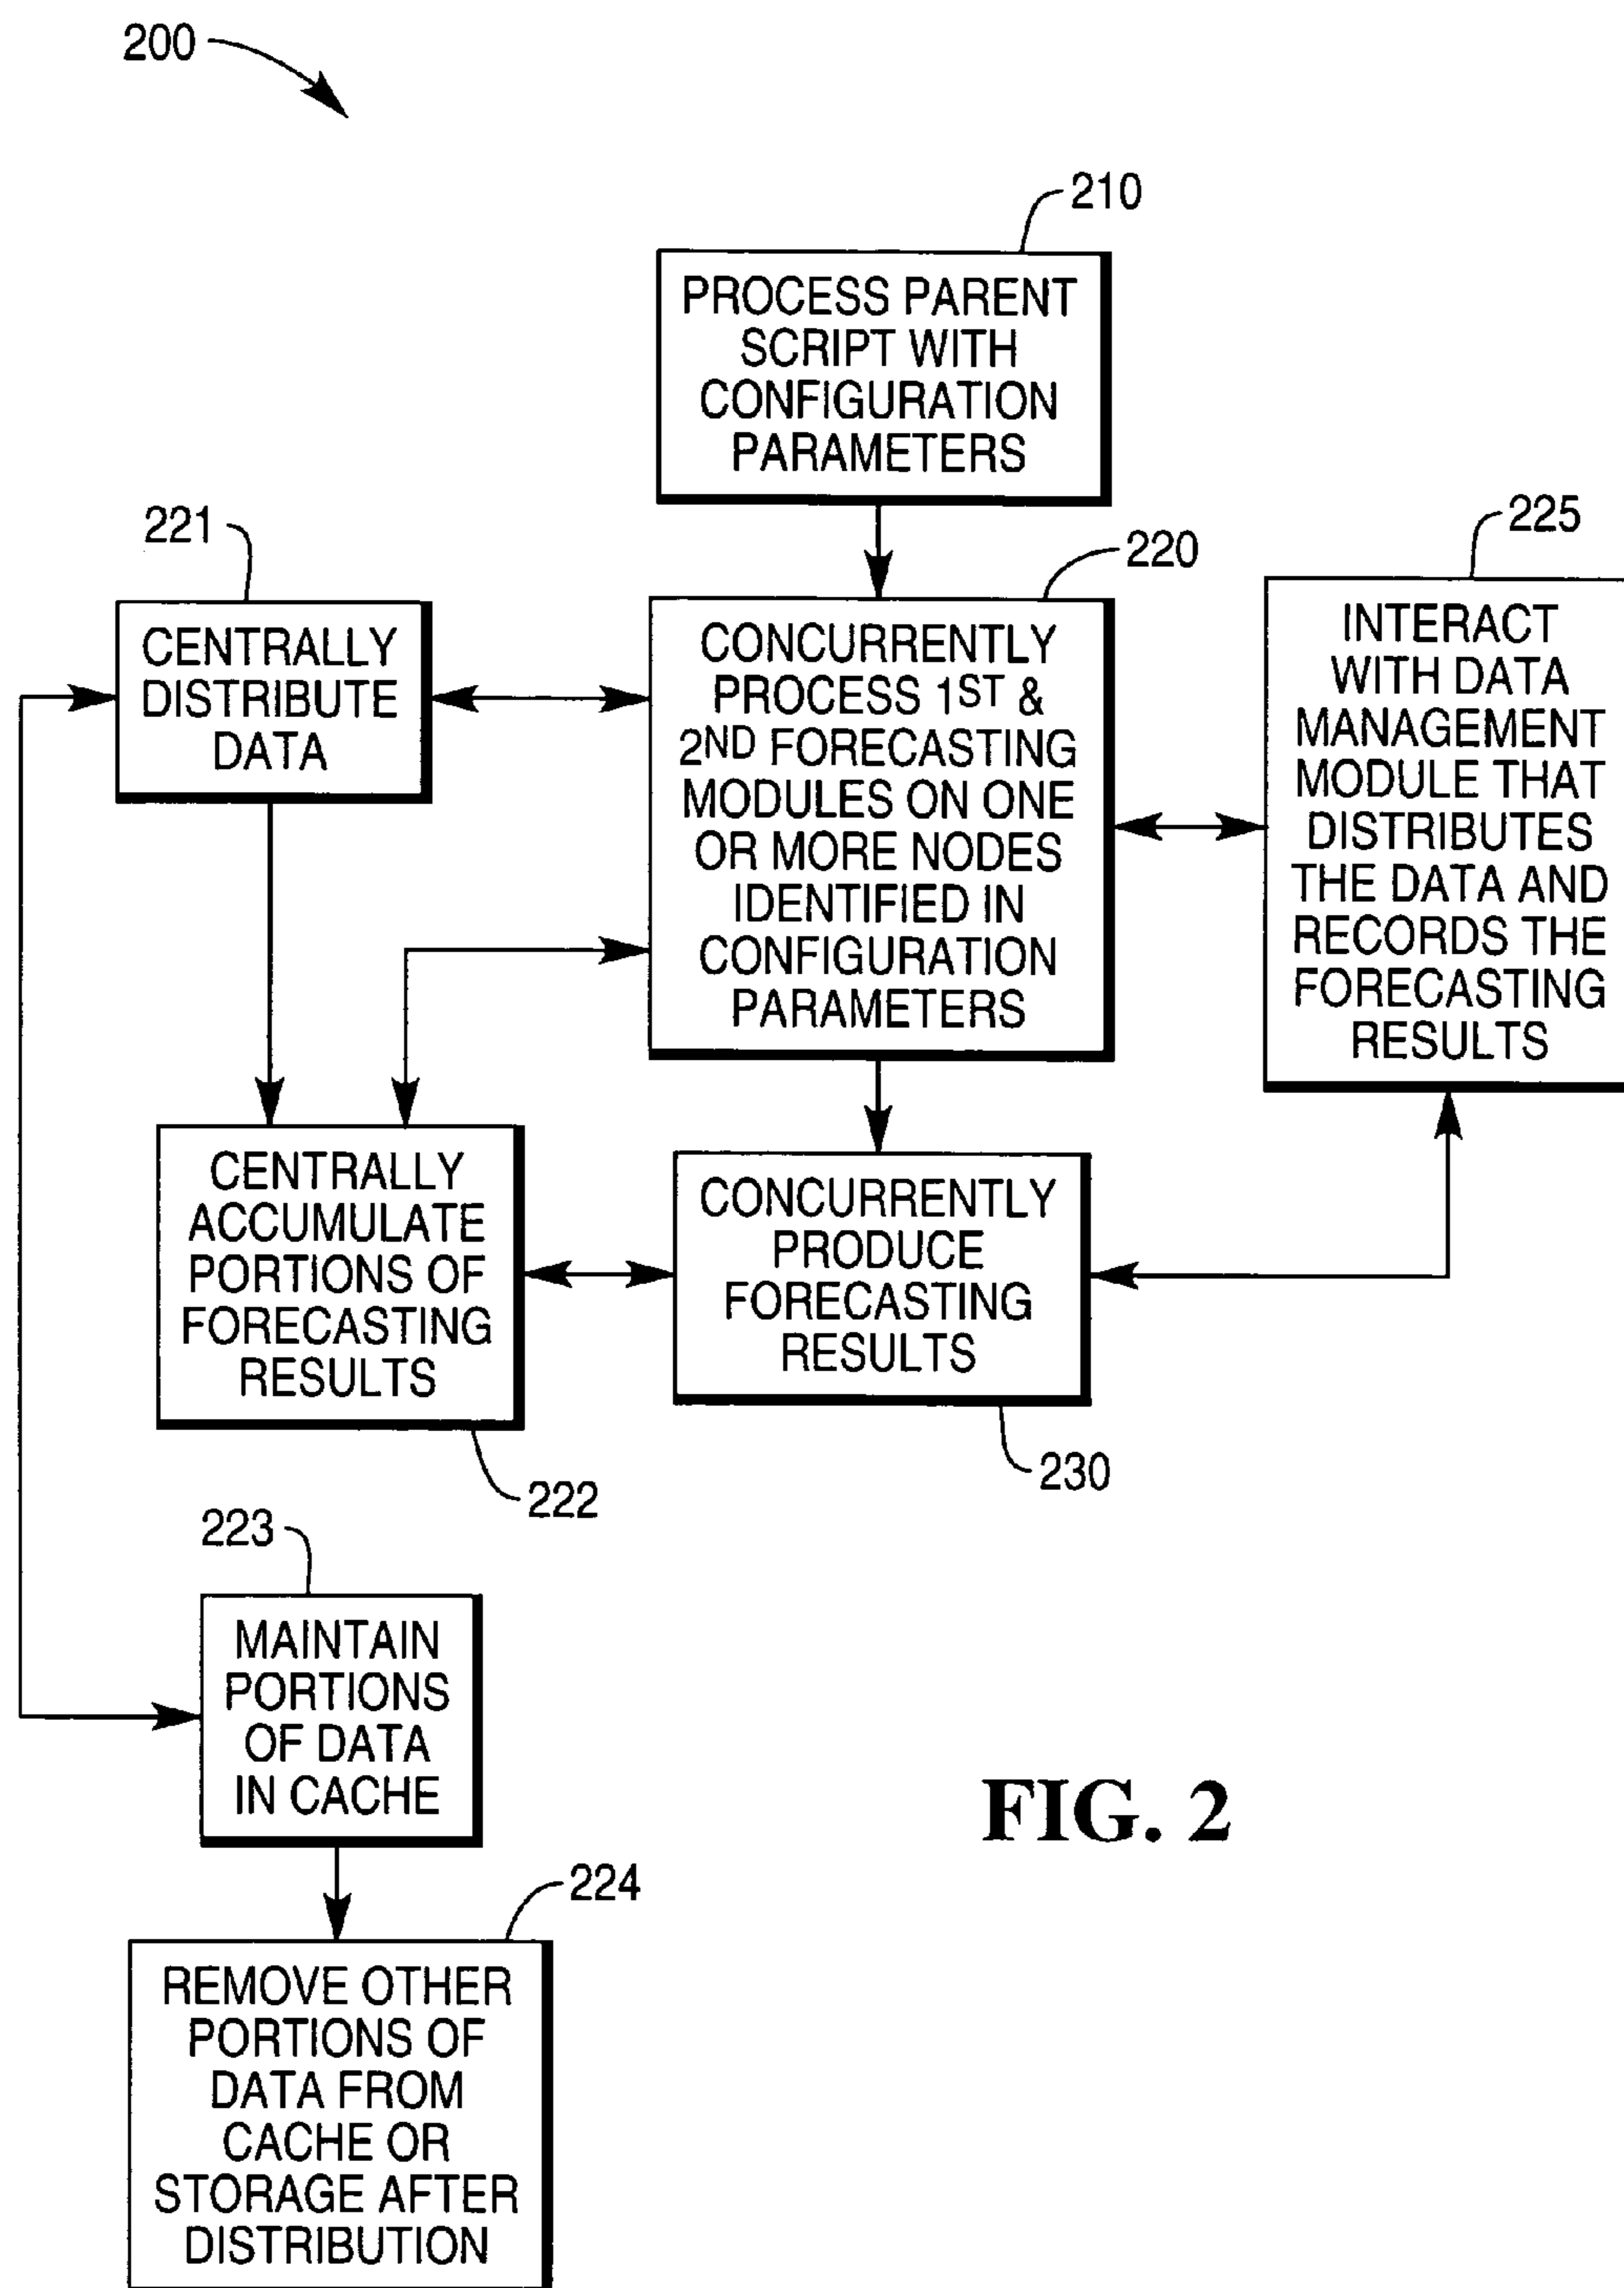 200
210
PROCESS PARENT
SCRIPT WITH
CONFIGURATION
PARAMETERS
221
CENTRALLY
DISTRIBUTE
DATA
220
CONCURRENTLY
PROCESS 1ST &
2ND FORECASTING
MODULES ON ONE
OR MORE NODES
IDENTIFIED IN
CONFIGURATION
PARAMETERS
225
INTERACT
WITH DATA
MANAGEMENT
MODULE THAT
DISTRIBUTES
THE DATA AND
RECORDS THE
FORECASTING
RESULTS
CENTRALLY
ACCUMULATE
PORTIONS OF
FORECASTING
RESULTS
222
CONCURRENTLY
PRODUCE
FORECASTING
RESULTS
230
223
MAINTAIN
PORTIONS
OF DATA
IN CACHE
224
REMOVE OTHER
PORTIONS OF
DATA FROM
CACHE OR
STORAGE AFTER
DISTRIBUTION
FIG. 2